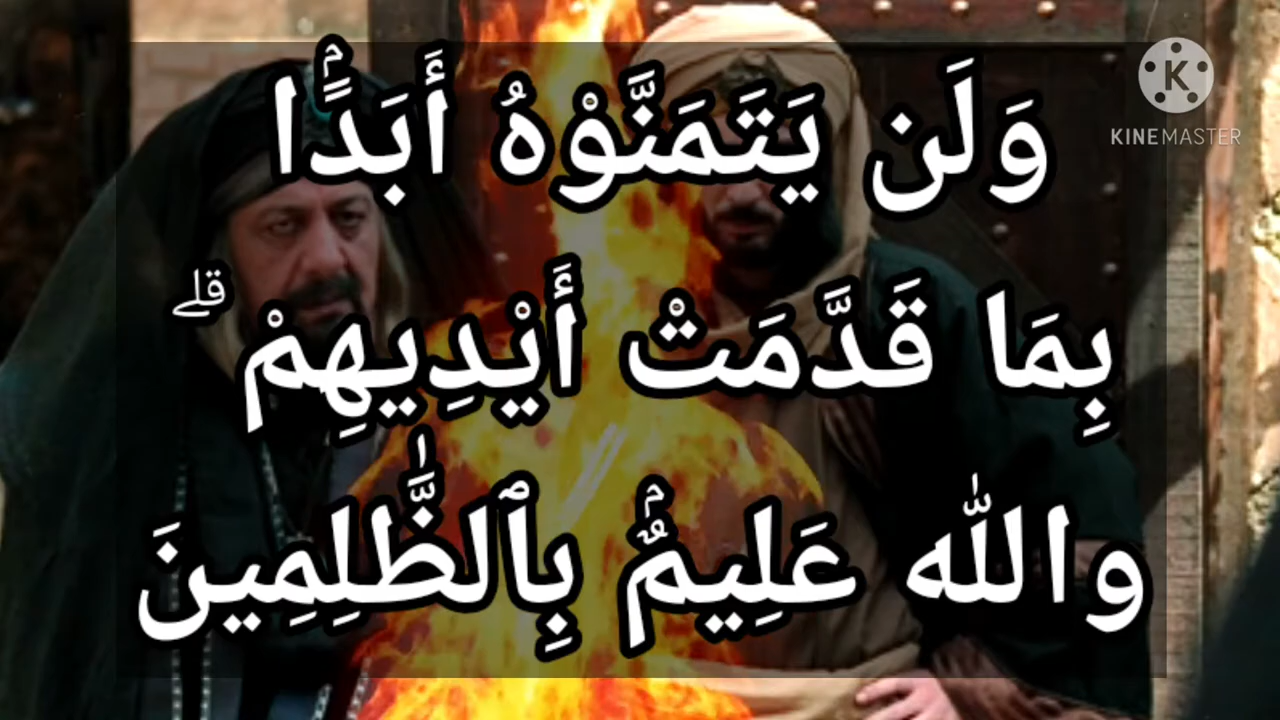 وَلَن يَتَمَنَّوْهُ أَبَدًۢا
بِمَا قَدَّمَتْ أَيْدِيهِمْ ۗ
والله عَلِيمٌۢ بِٱلظَّٰلِمِينَ
KINEMASTER